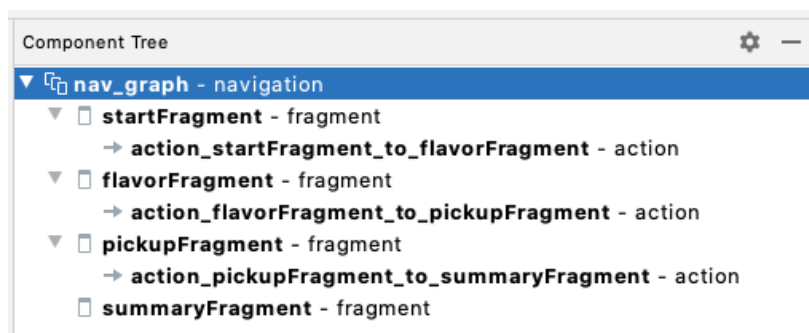 Component Tree
nav_graph - navigation
startFragment - fragment
action_startFragment_to_flavorFragment - action
flavorFragment - fragment
action_flavorFragment_to_pickupFragment - action
pickupFragment - fragment
action_pickupFragment_to_summaryFragment - action
summaryFragment - fragment